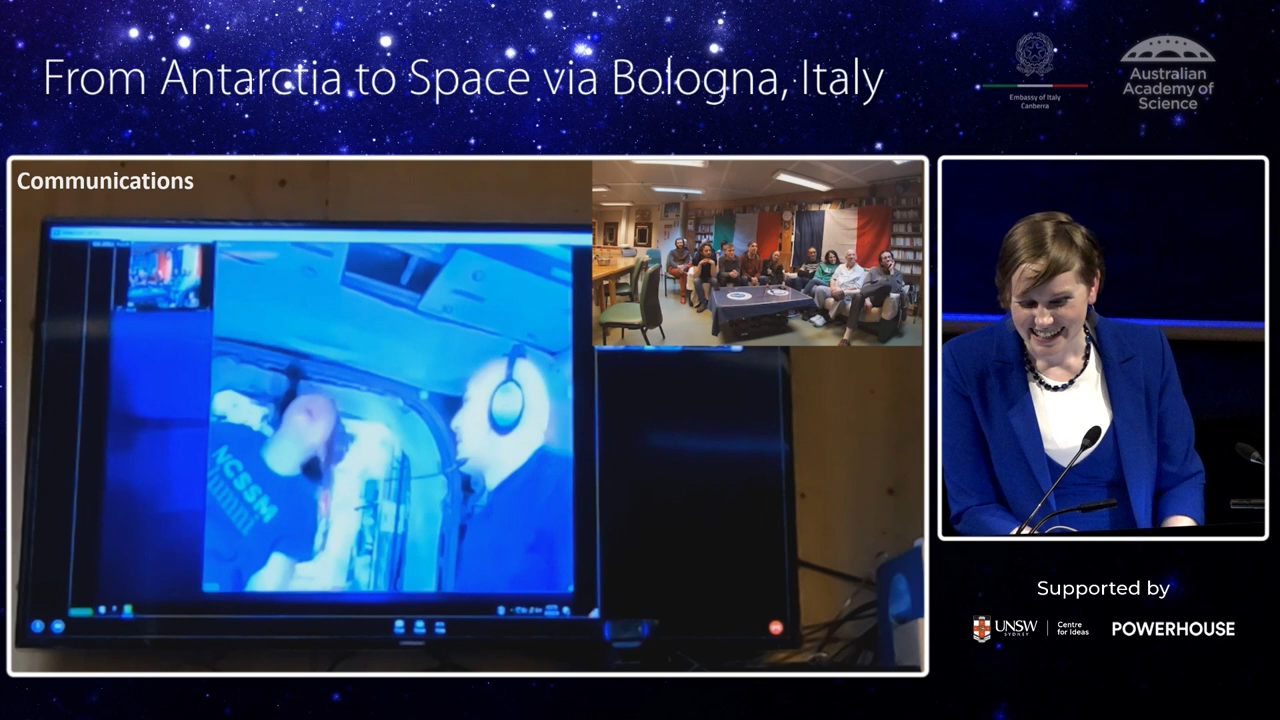 From Antarctia to Space via Bologna, Italy
Embassy of Italy
Canberra
Australian
Academy of
Science
Communications
NCSSM
Alumni
Supported by
UNSW
SYDNEY
Centre
for Ideas
POWERHOUSE